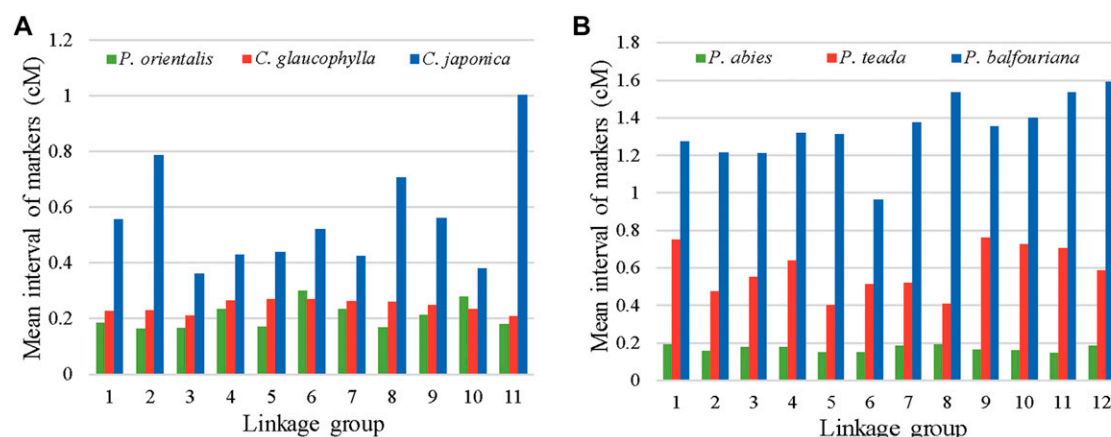 A
P. orientalis C. glaucophylla C. japonica
Mean interval of markers (cM)
1.2
1
0.8
0.6
0.4
0.2
0
1 2 3 4 5 6 7 8 9 10 11
Linkage group
B
P. abies P. teada P. balfouriana
Mean interval of markers (cM)
1.8
1.6
1.4
1.2
1
0.8
0.6
0.4
0.2
0
1 2 3 4 5 6 7 8 9 10 11 12
Linkage group